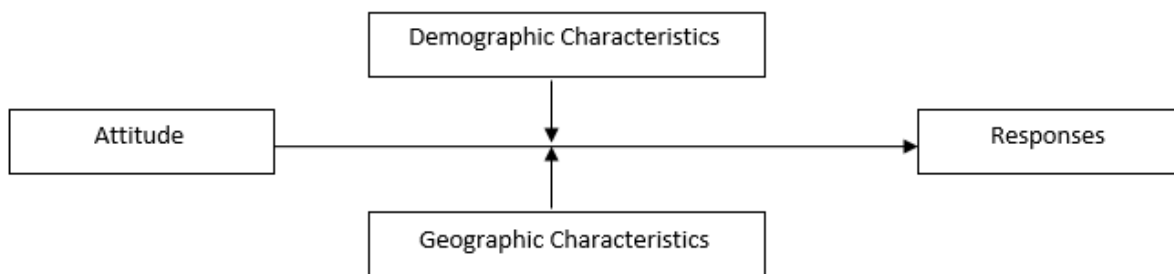 Demographic Characteristics
Attitude
Responses
Geographic Characteristics